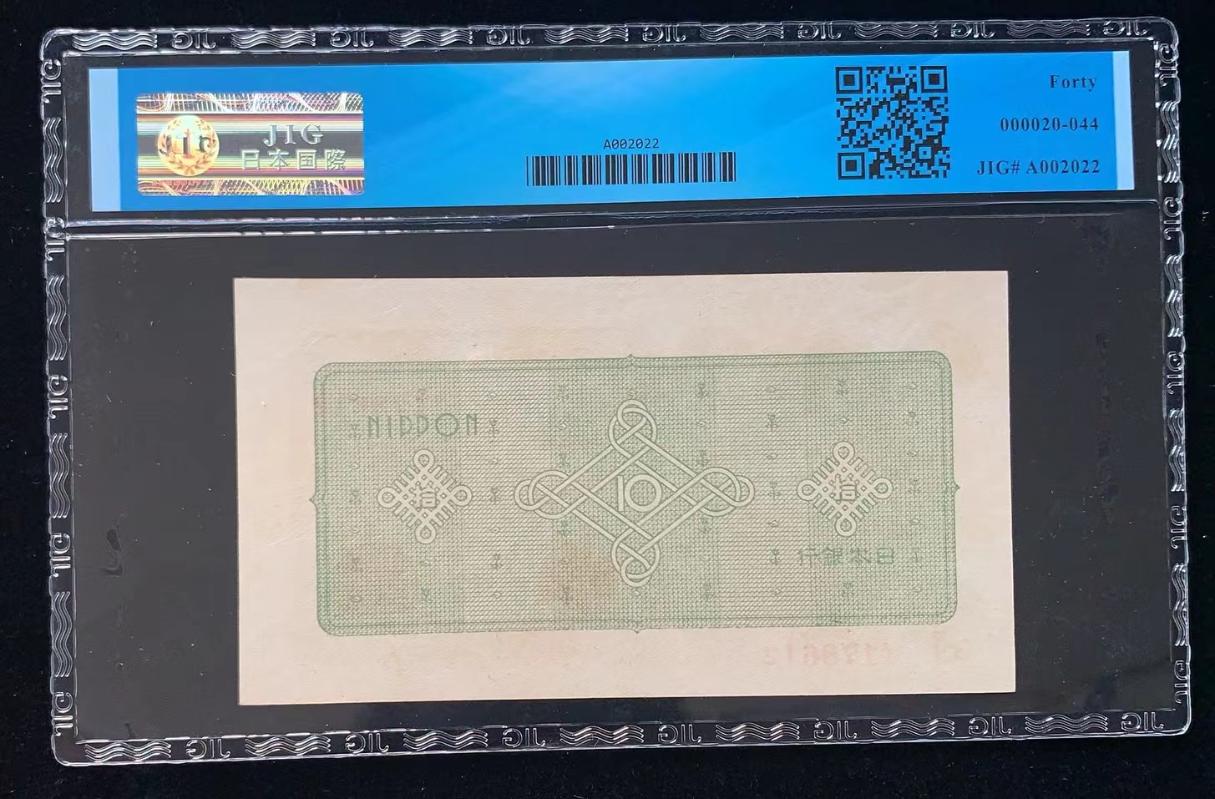 JIG
日本国際
A002022
Forty
000020-044
JIG# A002022
NIPPON
10
拾
拾
行銀本日